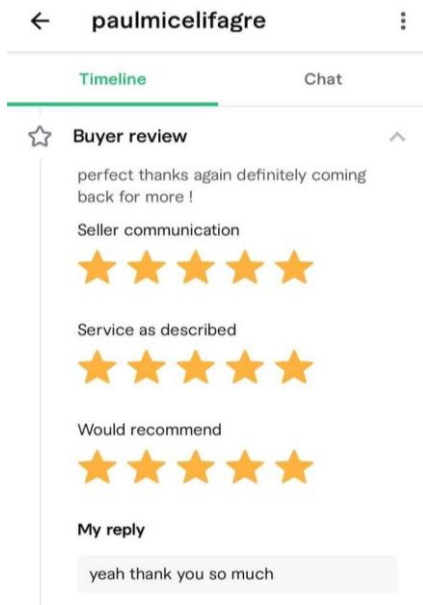 paulmicelifagre
Timeline Chat
Buyer review
perfect thanks again definitely coming
back for more !
Seller communication
Service as described
Would recommend
My reply
yeah thank you so much